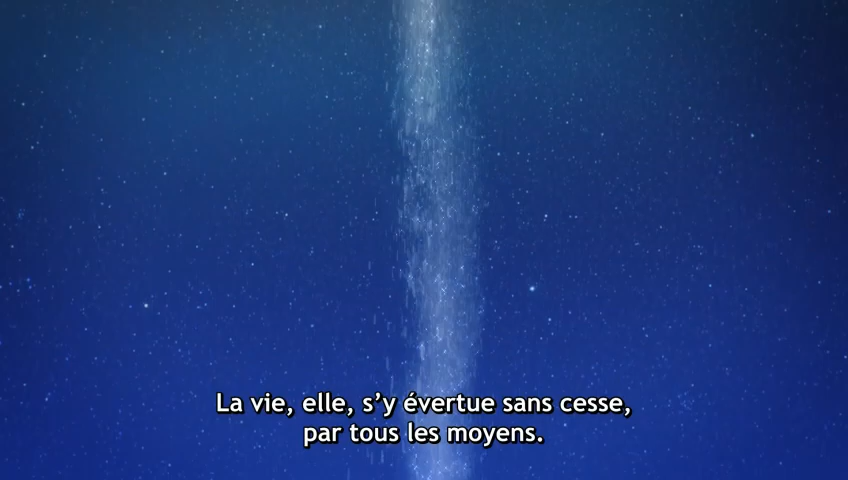 La vie, elle, s’y évertue sans cesse,
par tous les moyens.